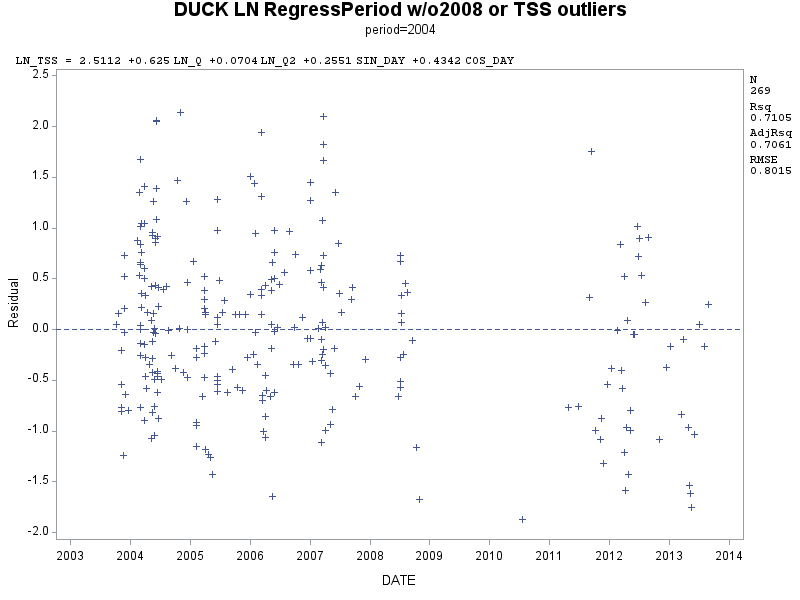 DUCK LN RegressPeriod w/o2008 or TSS outliers
period=2004
LN_TSS = 2.5112 +0.625 LN_Q +0.0704 LN_Q2 +0.2551 SIN_DAY +0.4342 COS_DAY
N
269
Rsq
0.7105
AdjRsq
0.7061
RMSE
0.8015
2.5
2.0
1.5
1.0
0.5
0.0
-0.5
-1.0
-1.5
-2.0
Residual
2003 2004 2005 2006 2007 2008 2009 2010 2011 2012 2013 2014
DATE